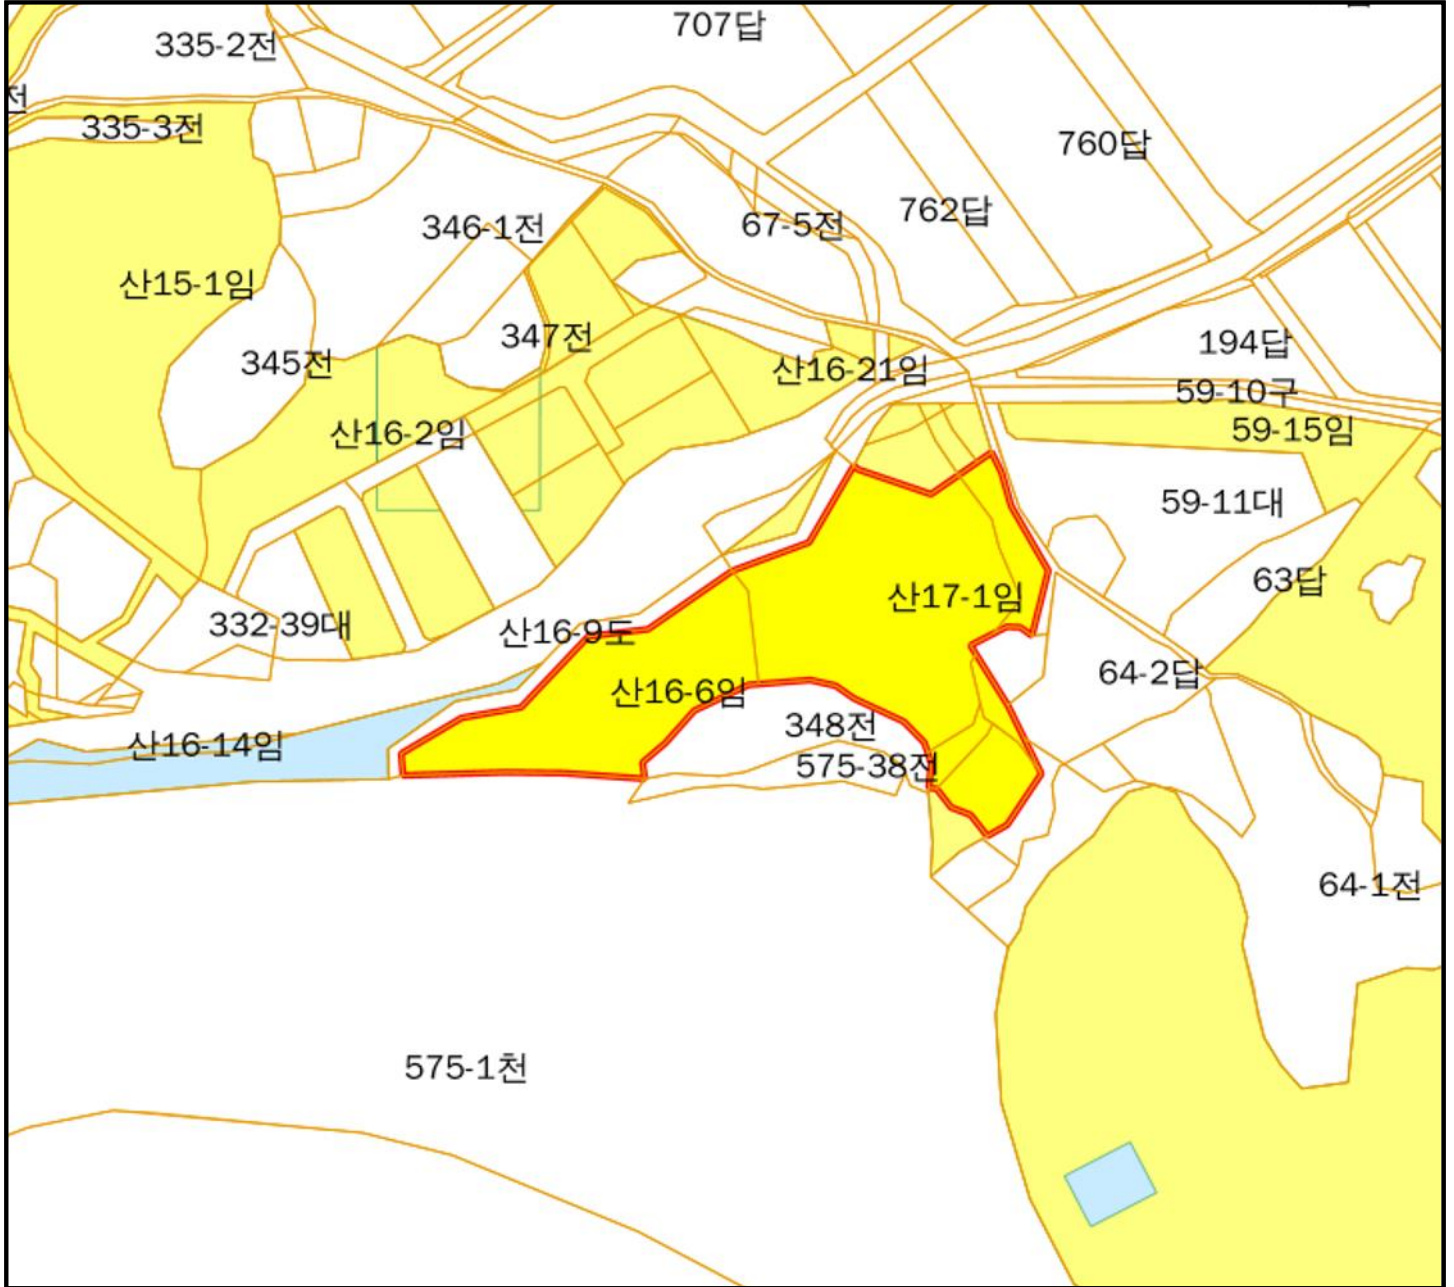 707답
335-2전
전
335-3전
760답
762답
67-5전
346-1전
산15-1임
347전
194답
345전
산16-21임
59-10구
59-15임
산16-2임
59-11대
63답
산17-1임
332-39대
산16-9도
64-2답
산16-6임
348전
산16-14임
575-38전
64-1전
575-1천